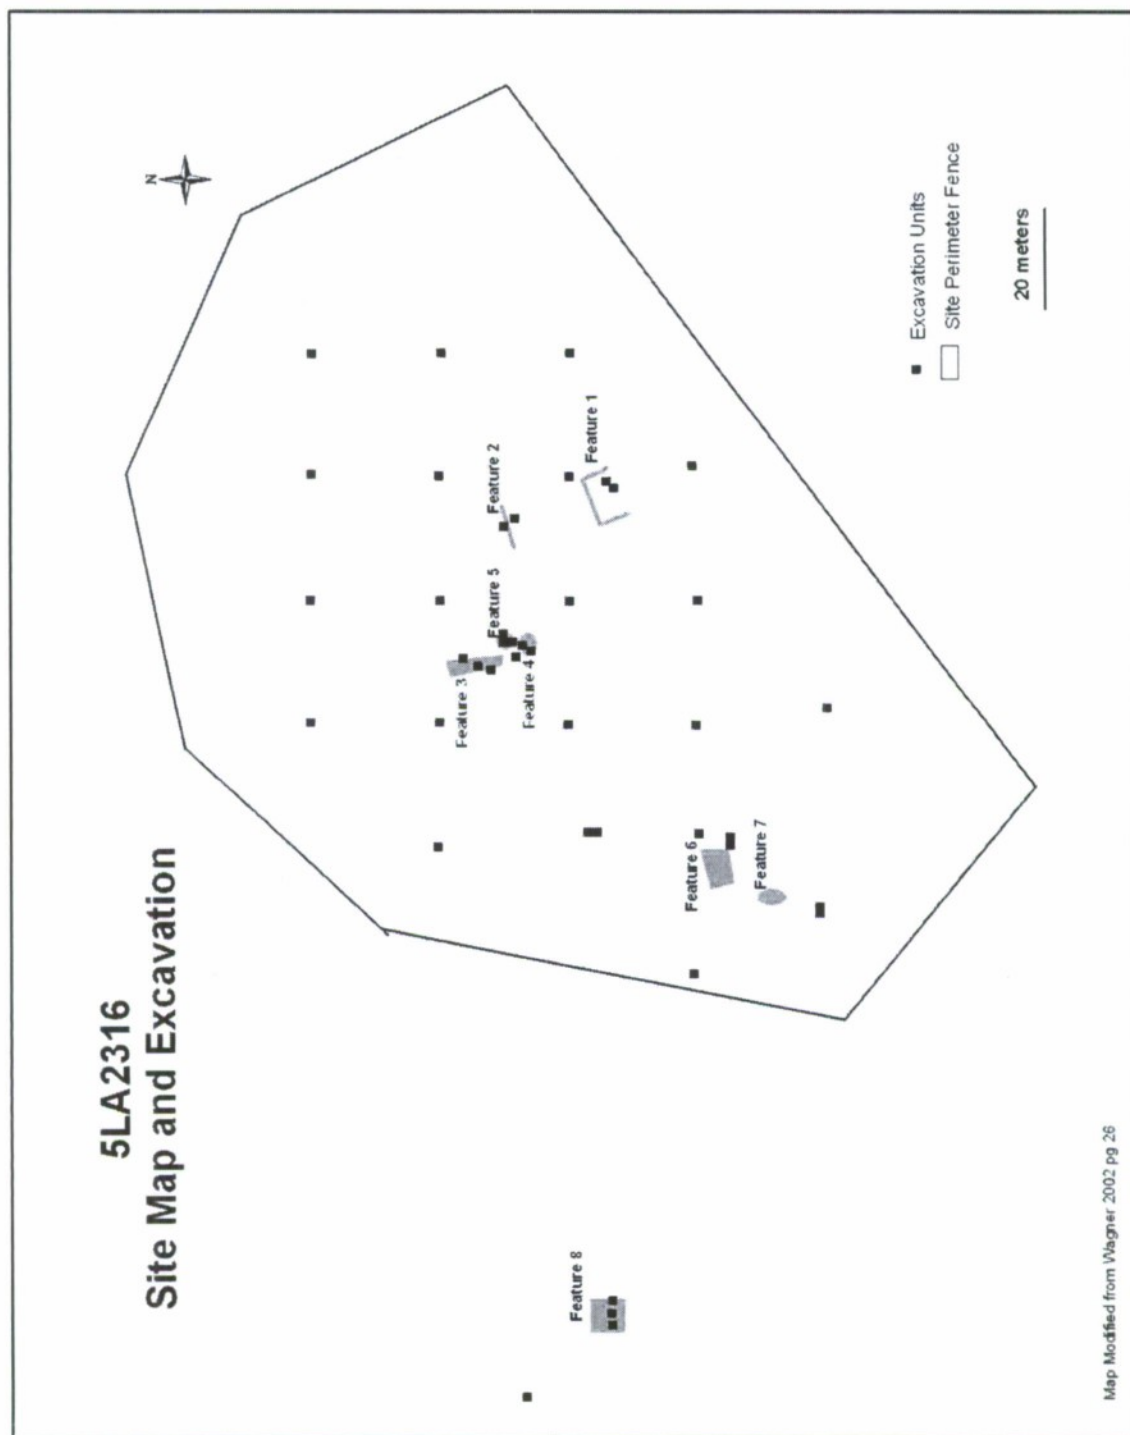 5LA2316
Site Map and Excavation
N
Feature 1
Feature 2
Feature 5
Feature 3
Feature 4
Feature 6
Feature 7
Feature 8
Excavation Units
Site Perimeter Fence
20 meters
Map Modified from Wagner 2002 pg 26